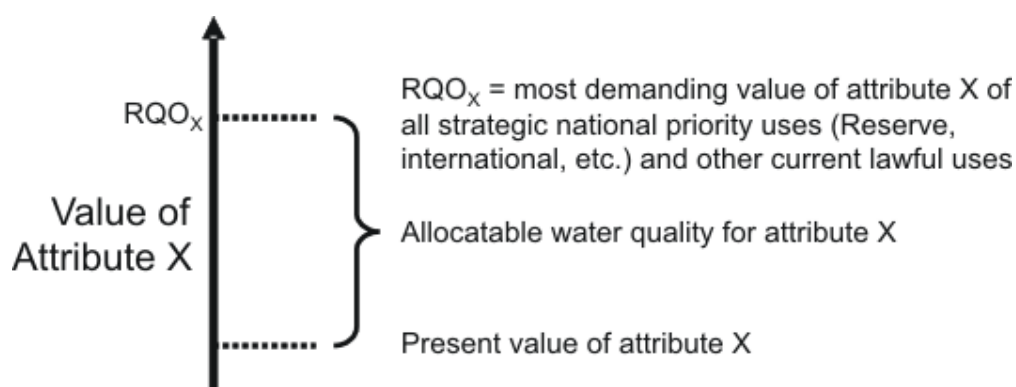 RQOX
RQOX = most demanding value of attribute X of
all strategic national priority uses (Reserve,
international, etc.) and other current lawful uses
Value of
Attribute X
Allocatable water quality for attribute X
Present value of attribute X